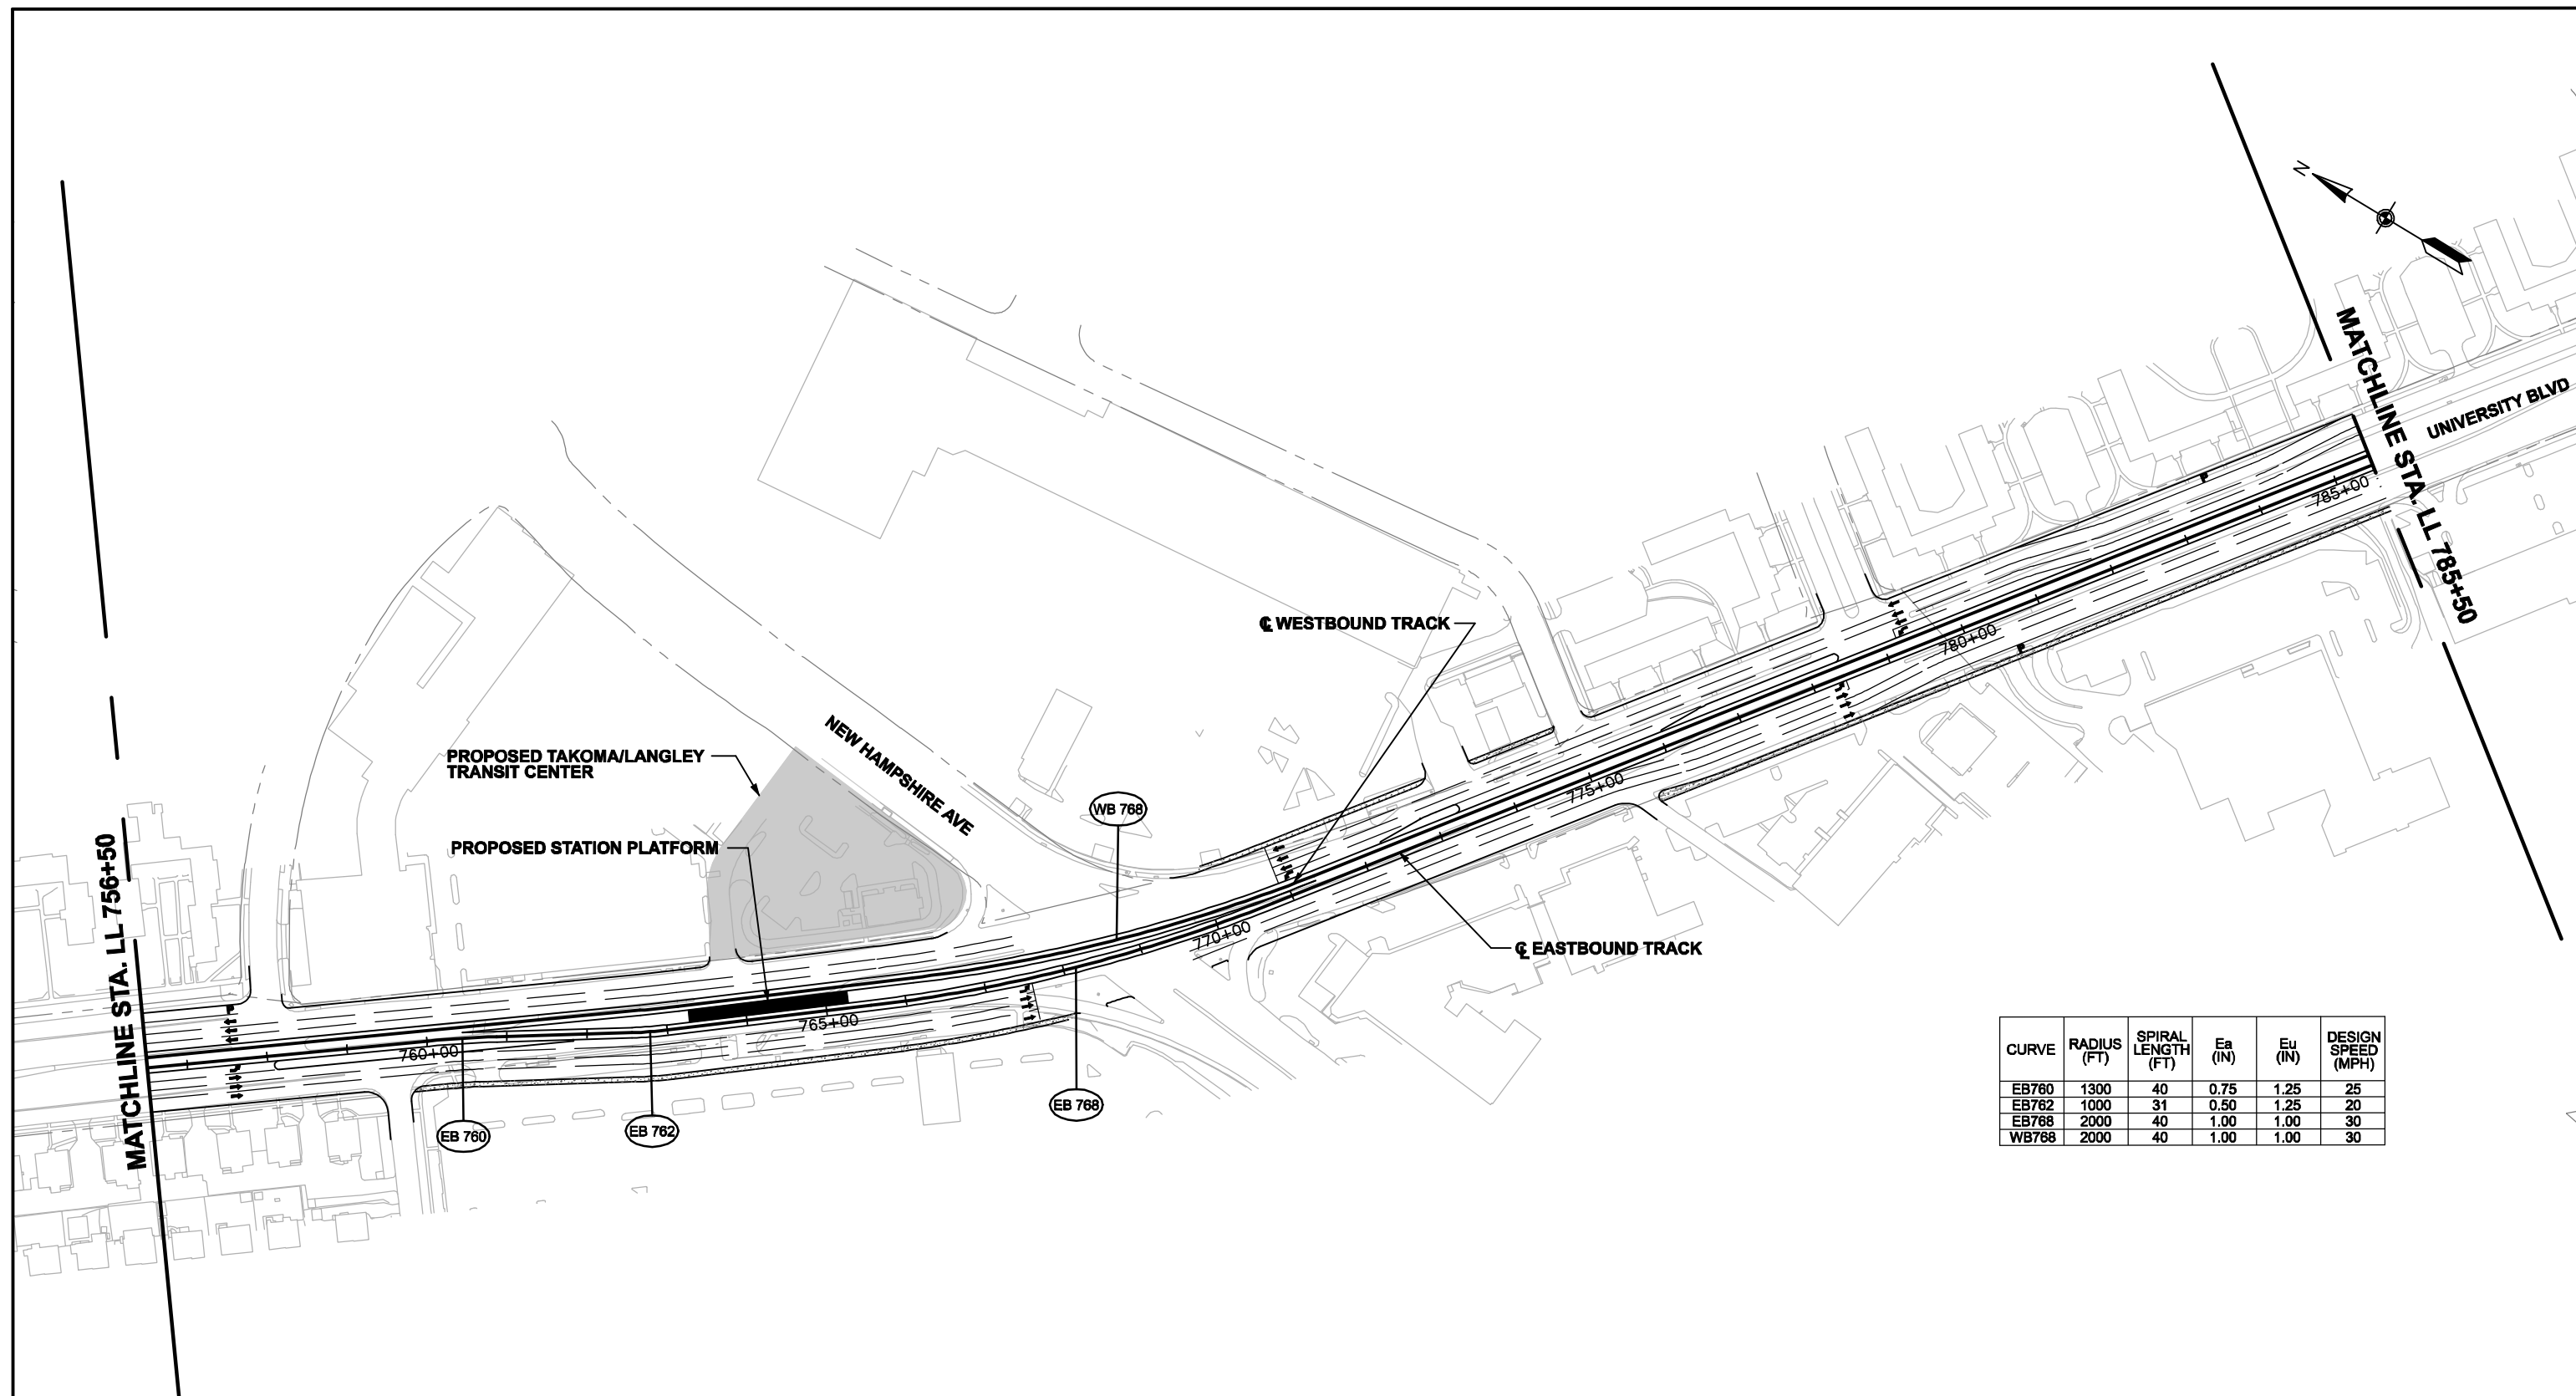 N
MATCHLINE STA. LL 785+50
UNIVERSITY BLVD
785+00
℄ WESTBOUND TRACK
780+00
PROPOSED TAKOMA/LANGLEY
TRANSIT CENTER
NEW HAMPSHIRE AVE
775+00
WB 768
PROPOSED STATION PLATFORM
MATCHLINE STA. LL 756+50
770+00
℄ EASTBOUND TRACK
765+00
760+00
EB 768
EB 760
EB 762
CURVE RADIUS (FT) SPIRAL LENGTH (FT) Ea (IN) Eu (IN) DESIGN SPEED (MPH)
EB760 1300 40 0.75 1.25 25
EB762 1000 31 0.50 1.25 20
EB768 2000 40 1.00 1.00 30
WB768 2000 40 1.00 1.00 30